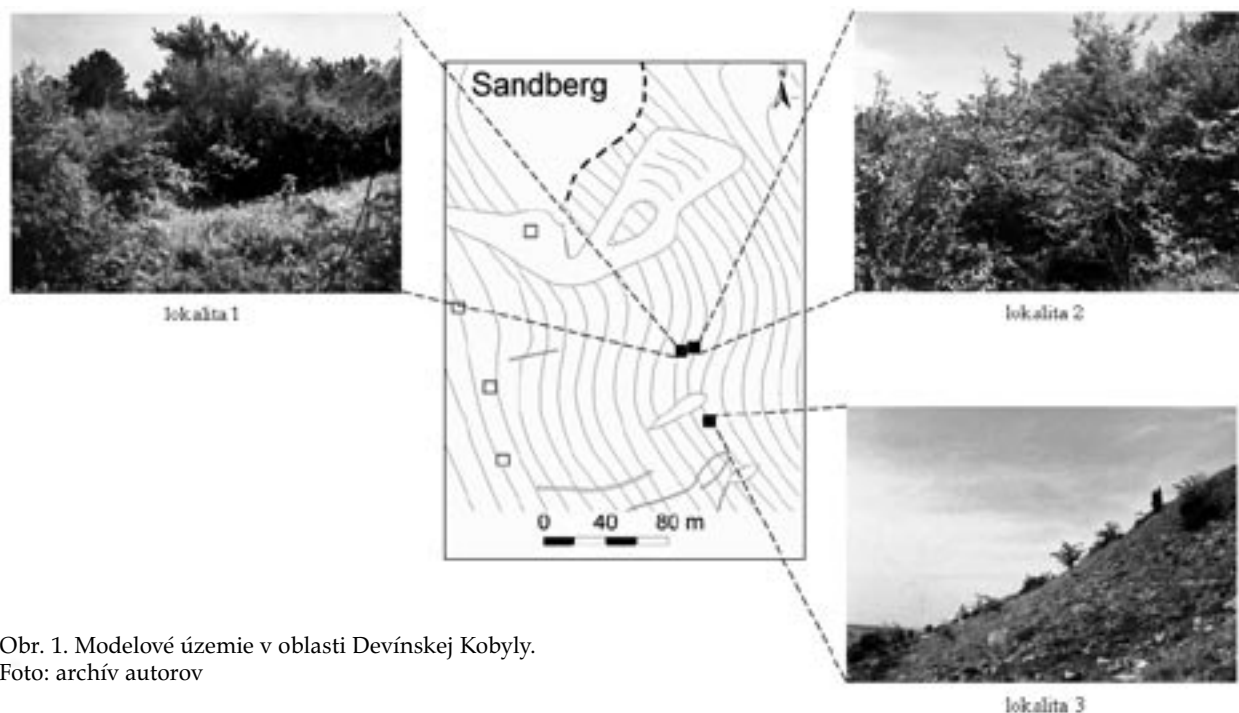 Sandberg
N
lokalita 1
lokalita 2
0 40 80 m
lokalita 3
Obr. 1. Modelové územie v oblasti Devínskej Kobyly.
Foto: archív autorov